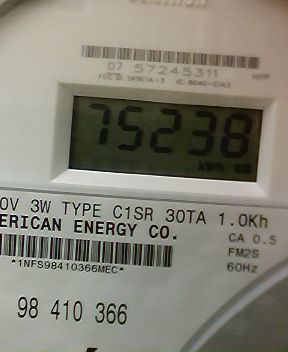 07 57245311
75238
kWh
0V 3W TYPE C1SR 30TA 1.0Kh
ERICAN ENERGY CO.
CA 0.5
*1NFS98410366MEC*
FM2S
60Hz
98 410 366